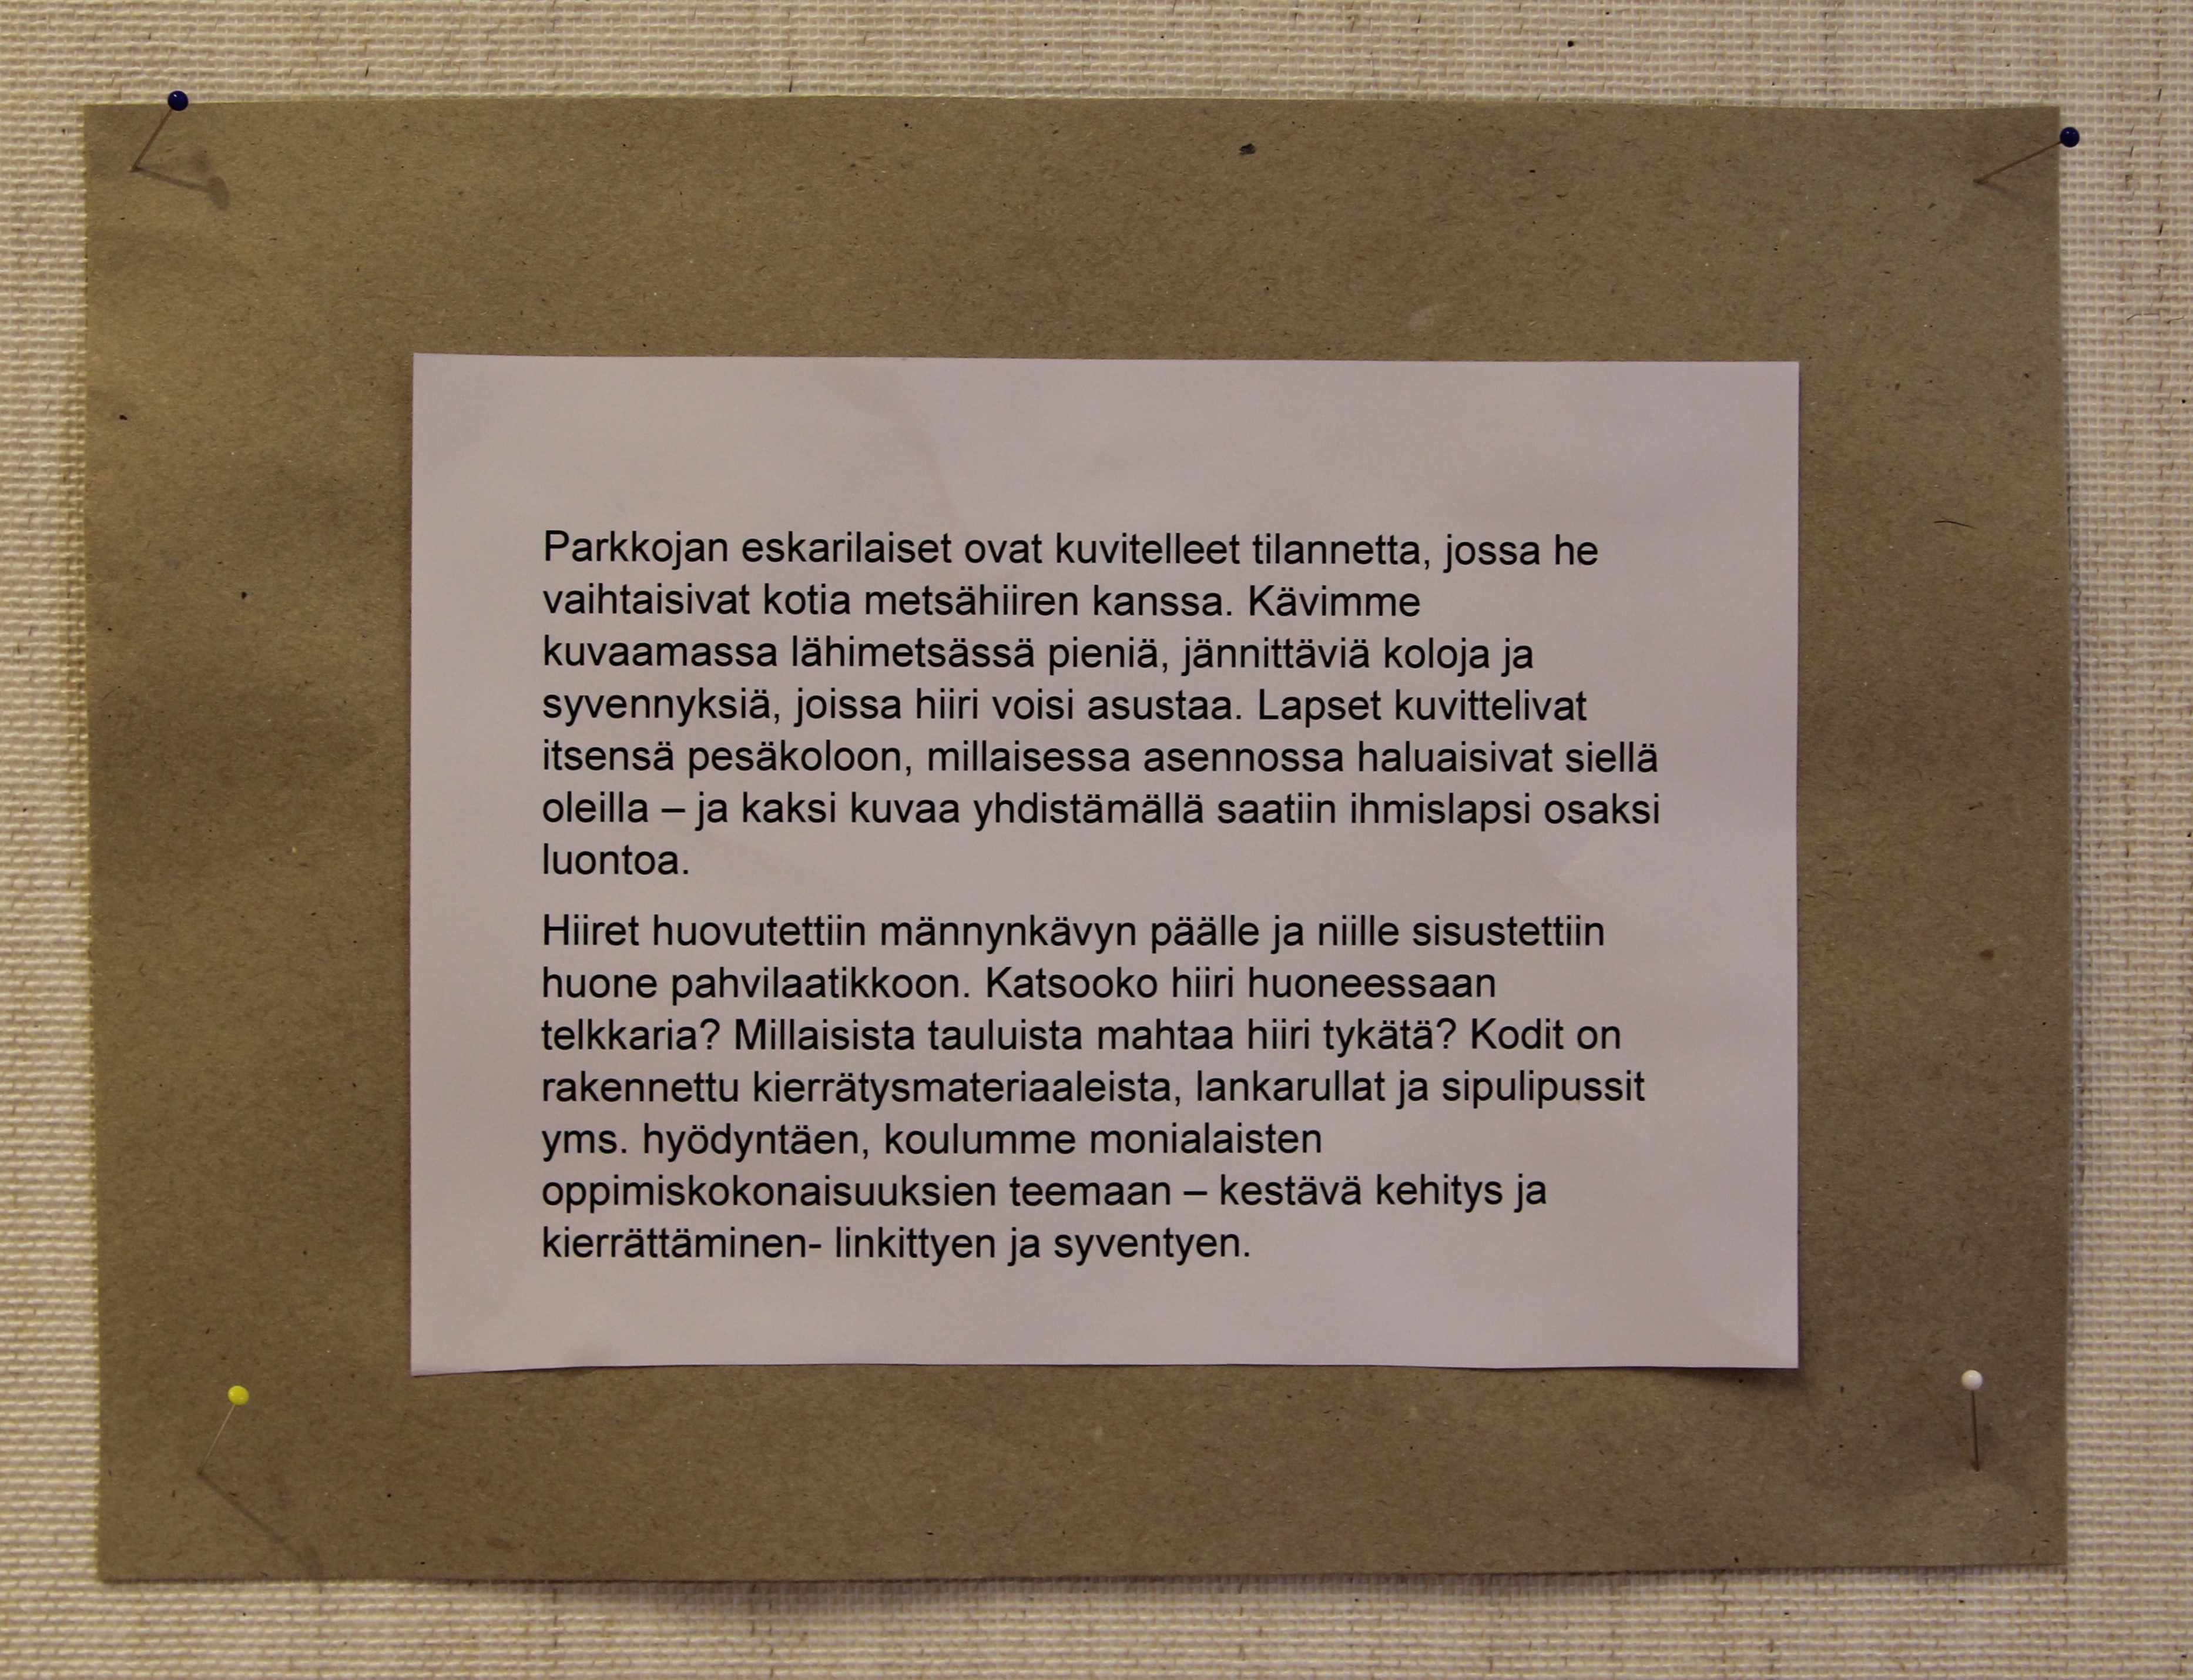 Parkkojan eskarilaiset ovat kuvitelleet tilannetta, jossa he
vaihtaisivat kotia metsähiiren kanssa. Kävimme
kuvaamassa lähimetsässä pieniä, jännittäviä koloja ja
syvennyksiä, joissa hiiri voisi asustaa. Lapset kuvittelivat
itsensä pesäkoloon, millaisessa asennossa haluaisivat siellä
oleilla – ja kaksi kuvaa yhdistämällä saatiin ihmislapsi osaksi
luontoa.
Hiiret huovutettiin männynkävyn päälle ja niille sisustettiin
huone pahvilaatikkoon. Katsooko hiiri huoneessaan
telkkaria? Millaisista tauluista mahtaa hiiri tykätä? Kodit on
rakennettu kierrätysmateriaaleista, lankarullat ja sipulipussit
yms. hyödyntäen, koulumme monialaisten
oppimiskokonaisuuksien teemaan – kestävä kehitys ja
kierrättäminen- linkittyen ja syventyen.